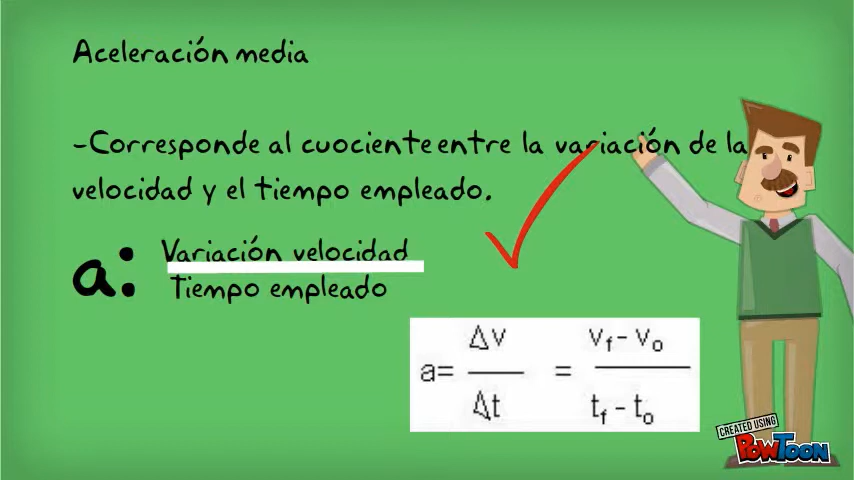 Aceleración media
-Corresponde al cuociente entre la variación de la
velocidad y el tiempo empleado.
a: Variación velocidad
Tiempo empleado
a= Δv / Δt = vf - vo / tf - to
CREATED USING
POWTOON